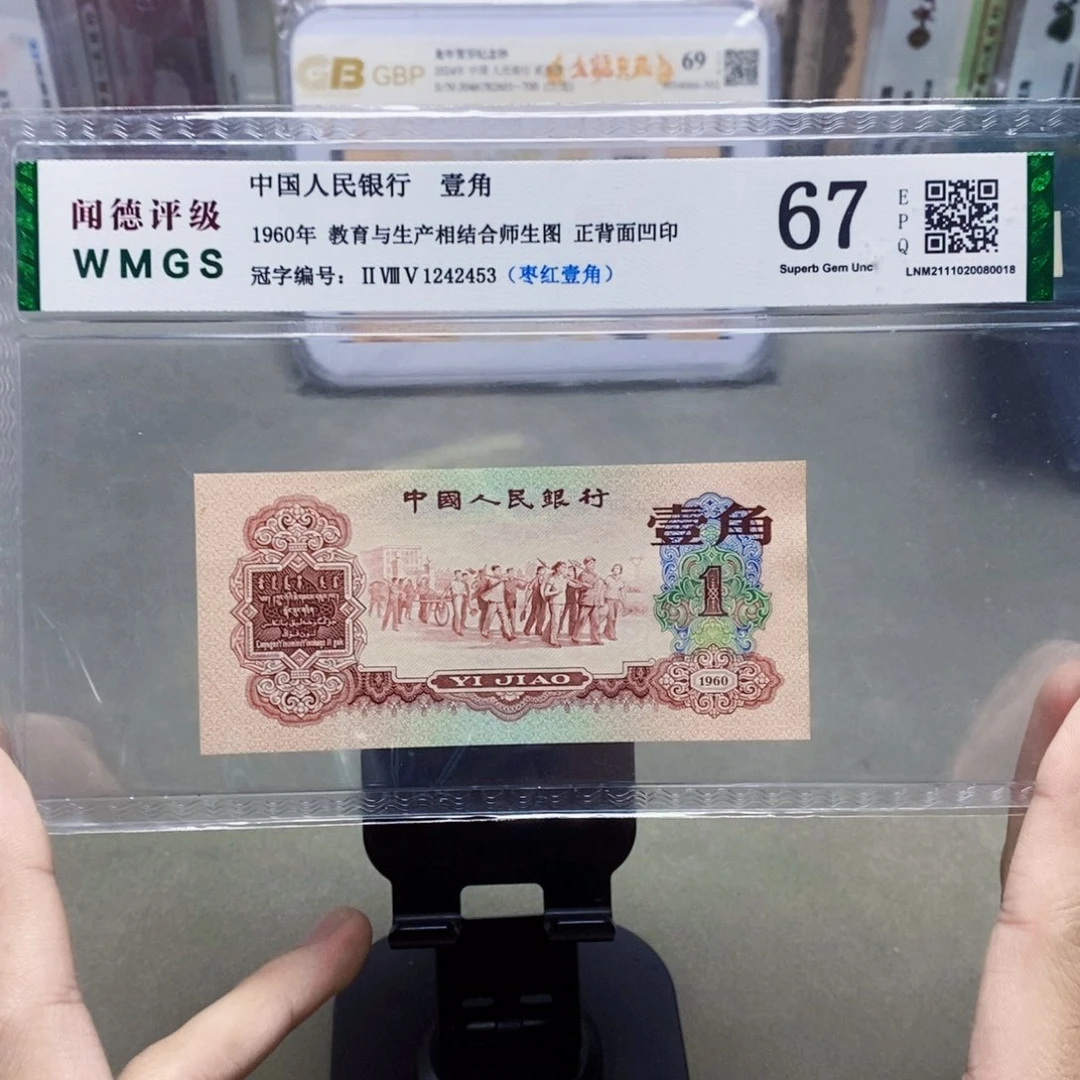 GB GBP
69
闻德评级
WMGS
中国人民银行 壹角
1960年 教育与生产相结合师生图 正背面凹印
冠字编号: II VIII V 1242453 (枣红壹角)
67
Superb Gem Unc
E
P
Q
LNM2111020080018
中國人民銀行
壹角
1
YI JIAO
1960